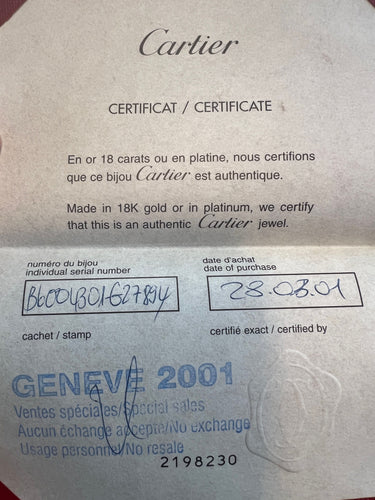 Cartier
CERTIFICAT / CERTIFICATE
En or 18 carats ou en platine, nous certifions
que ce bijou Cartier est authentique.
Made in 18K gold or in platinum, we certify
that this is an authentic Cartier jewel.
numéro du bijou
individual serial number
date d'achat
date of purchase
28.08.01
cachet / stamp
certifié exact / certified by
GENEVE 2001
Ventes spéciales/Special sales
Aucun échange accepté/No exchange
Usage personnel/No resale
2198230